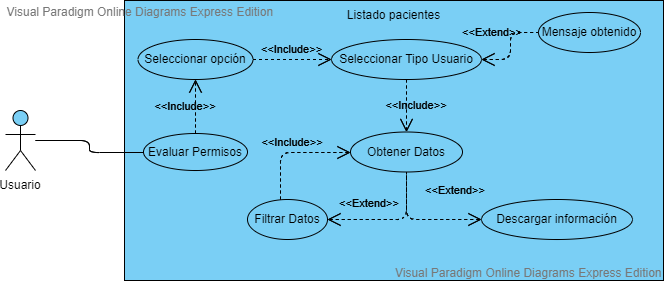 Visual Paradigm Online Diagrams Express Edition
Listado pacientes
<<Extend>>
Mensaje obtenido
Seleccionar opción
<<Include>>
Seleccionar Tipo Usuario
<<Include>>
<<Include>>
Usuario
Evaluar Permisos
<<Include>>
Obtener Datos
<<Extend>>
<<Extend>>
Filtrar Datos
Descargar información
Visual Paradigm Online Diagrams Express Edition